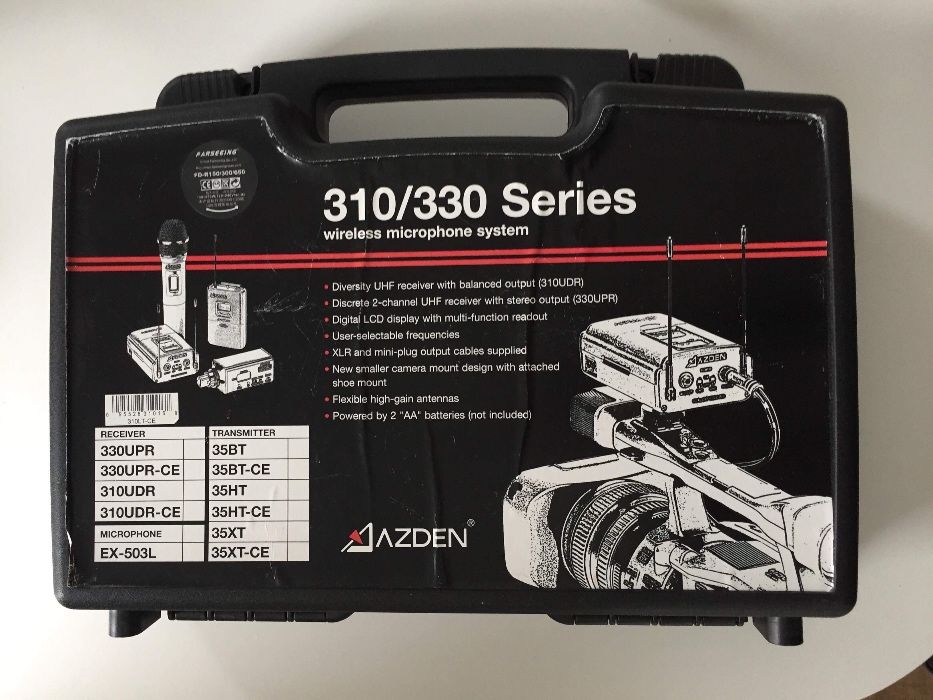 FARSEEING
FD-R150/300/650
310/330 Series
wireless microphone system
• Diversity UHF receiver with balanced output (310UDR)
• Discrete 2-channel UHF receiver with stereo output (330UPR)
• Digital LCD display with multi-function readout
• User-selectable frequencies
• XLR and mini-plug output cables supplied
• New smaller camera mount design with attached
shoe mount
• Flexible high-gain antennas
• Powered by 2 "AA" batteries (not included)
AZDEN
310LT-CE
RECEIVER
330UPR
330UPR-CE
310UDR
310UDR-CE
MICROPHONE
EX-503L
TRANSMITTER
35BT
35BT-CE
35HT
35HT-CE
35XT
35XT-CE
AZDEN®